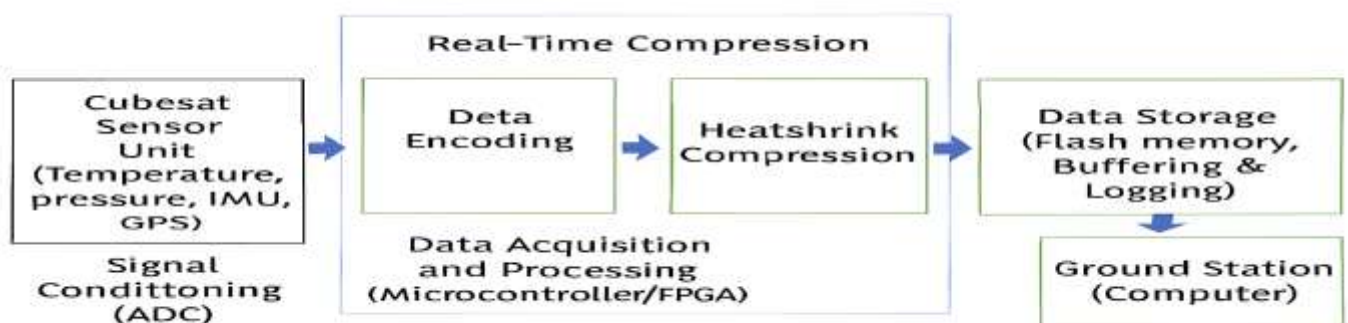 Real-Time Compression
Cubesat
Sensor
Unit
(Temperature,
pressure, IMU,
GPS)
Signal
Condittoning
(ADC)
Deta
Encoding
Heatshrink
Compression
Data Acquisition
and Processing
(Microcontroller/FPGA)
Data Storage
(Flash memory,
Buffering &
Logging)
Ground Station
(Computer)